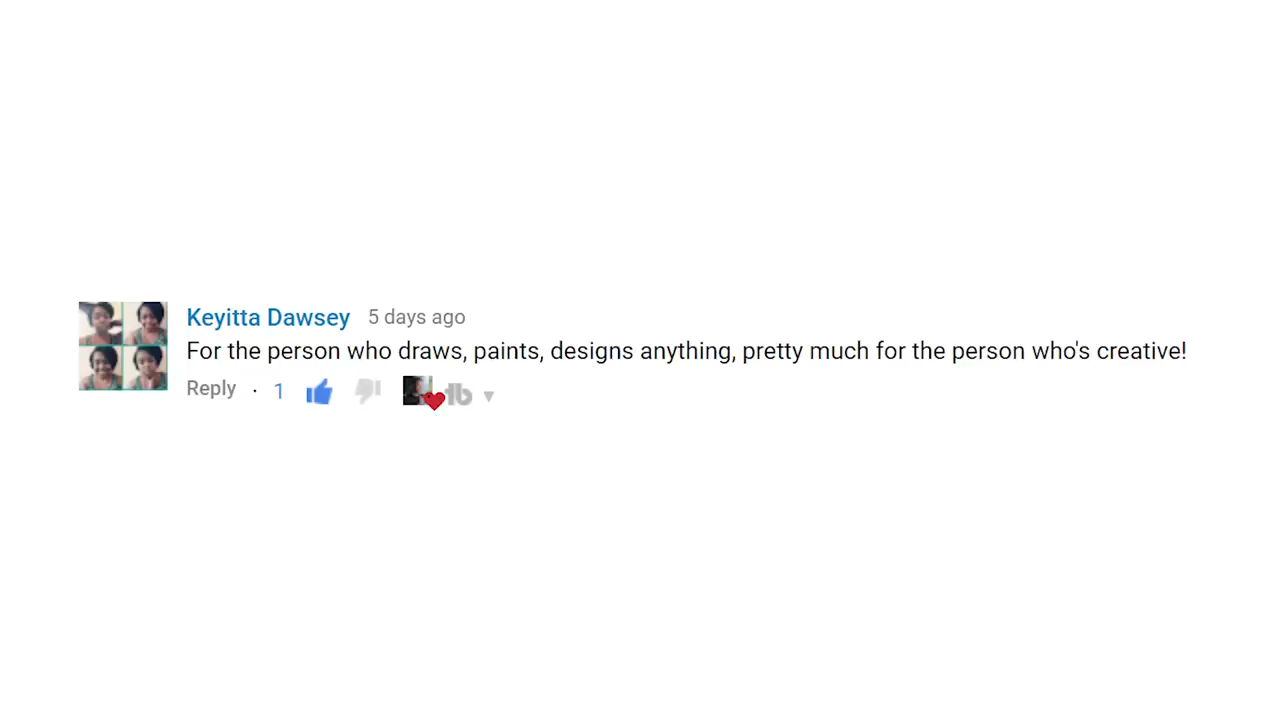 Keyitta Dawsey 5 days ago
For the person who draws, paints, designs anything, pretty much for the person who's creative!
Reply · 1 tb ▾